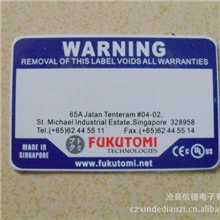 WARNING
REMOVAL OF THIS LABEL VOIDS ALL WARRANTIES
65A Jalan Tenteram #04-02,
St. Michael Industrial Estate,Singapore 328958
Tel.:(+65)62 44 55 11 Fax.:(+65)62 44 55 14
FUKUTOMI
TECHNOLOGIES
MADE IN
SINGAPORE
www.fukutomi.net
CE
沧县信德电子
czxindedianzi.cn